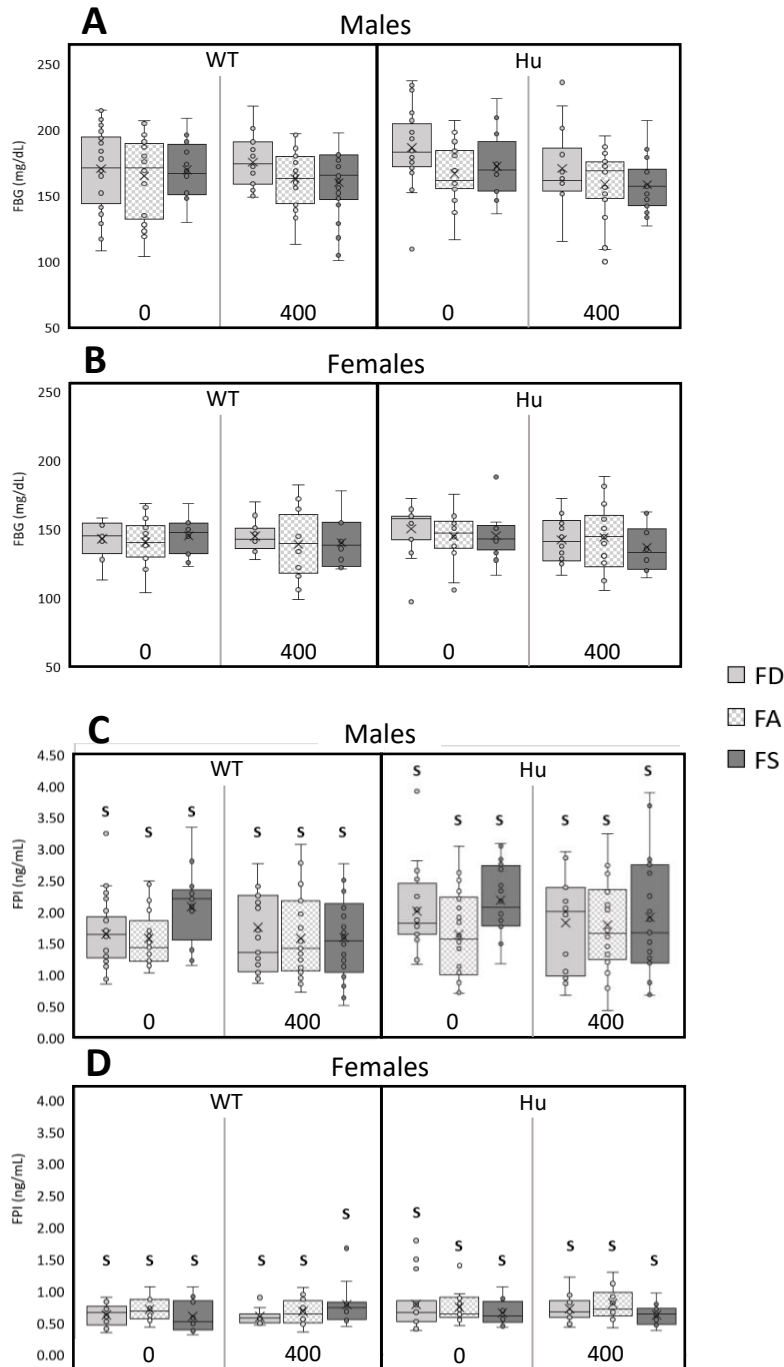 A Males
WT Hu
250
200
150
100
50
FBG (mg/dL)
0 400 0 400
B Females
WT Hu
250
200
150
100
50
FBG (mg/dL)
0 400 0 400
FD
FA
FS
C Males
WT Hu
4.50
4.00
3.50
3.00
2.50
2.00
1.50
1.00
0.50
0.00
FPI (ng/mL)
S S S S S S S S S S S S
0 400 0 400
D Females
WT Hu
4.00
3.50
3.00
2.50
2.00
1.50
1.00
0.50
0.00
FPI (ng/mL)
S S S S S S S S S S S S
0 400 0 400